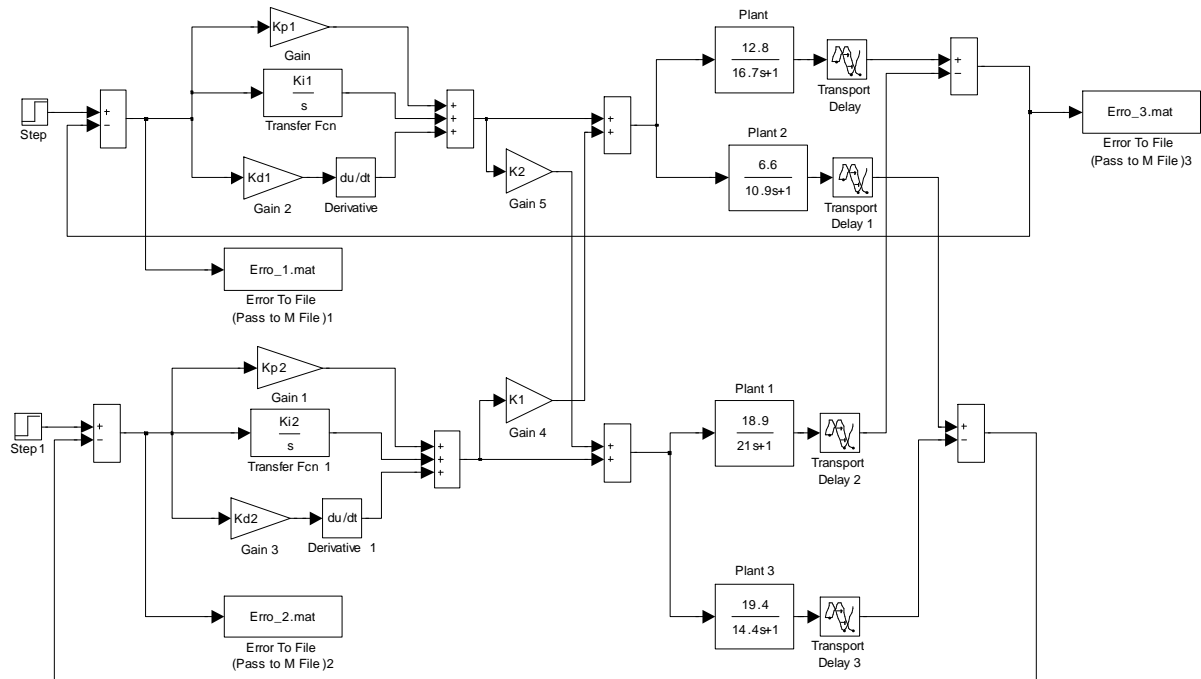 Step
+
−
Kp1
Gain
Ki1
s
Transfer Fcn
Kd1
Gain 2
du/dt
Derivative
+
+
+
K2
Gain 5
+
+
Plant
12.8
16.7s+1
Transport
Delay
Plant 2
6.6
10.9s+1
Transport
Delay 1
+
−
Erro_3.mat
Error To File
(Pass to M File)3
Erro_1.mat
Error To File
(Pass to M File)1
Step 1
+
−
Kp2
Gain 1
Ki2
s
Transfer Fcn 1
Kd2
Gain 3
du/dt
Derivative 1
+
+
+
K1
Gain 4
+
+
Plant 1
18.9
21s+1
Transport
Delay 2
Plant 3
19.4
14.4s+1
Transport
Delay 3
+
−
Erro_2.mat
Error To File
(Pass to M File)2